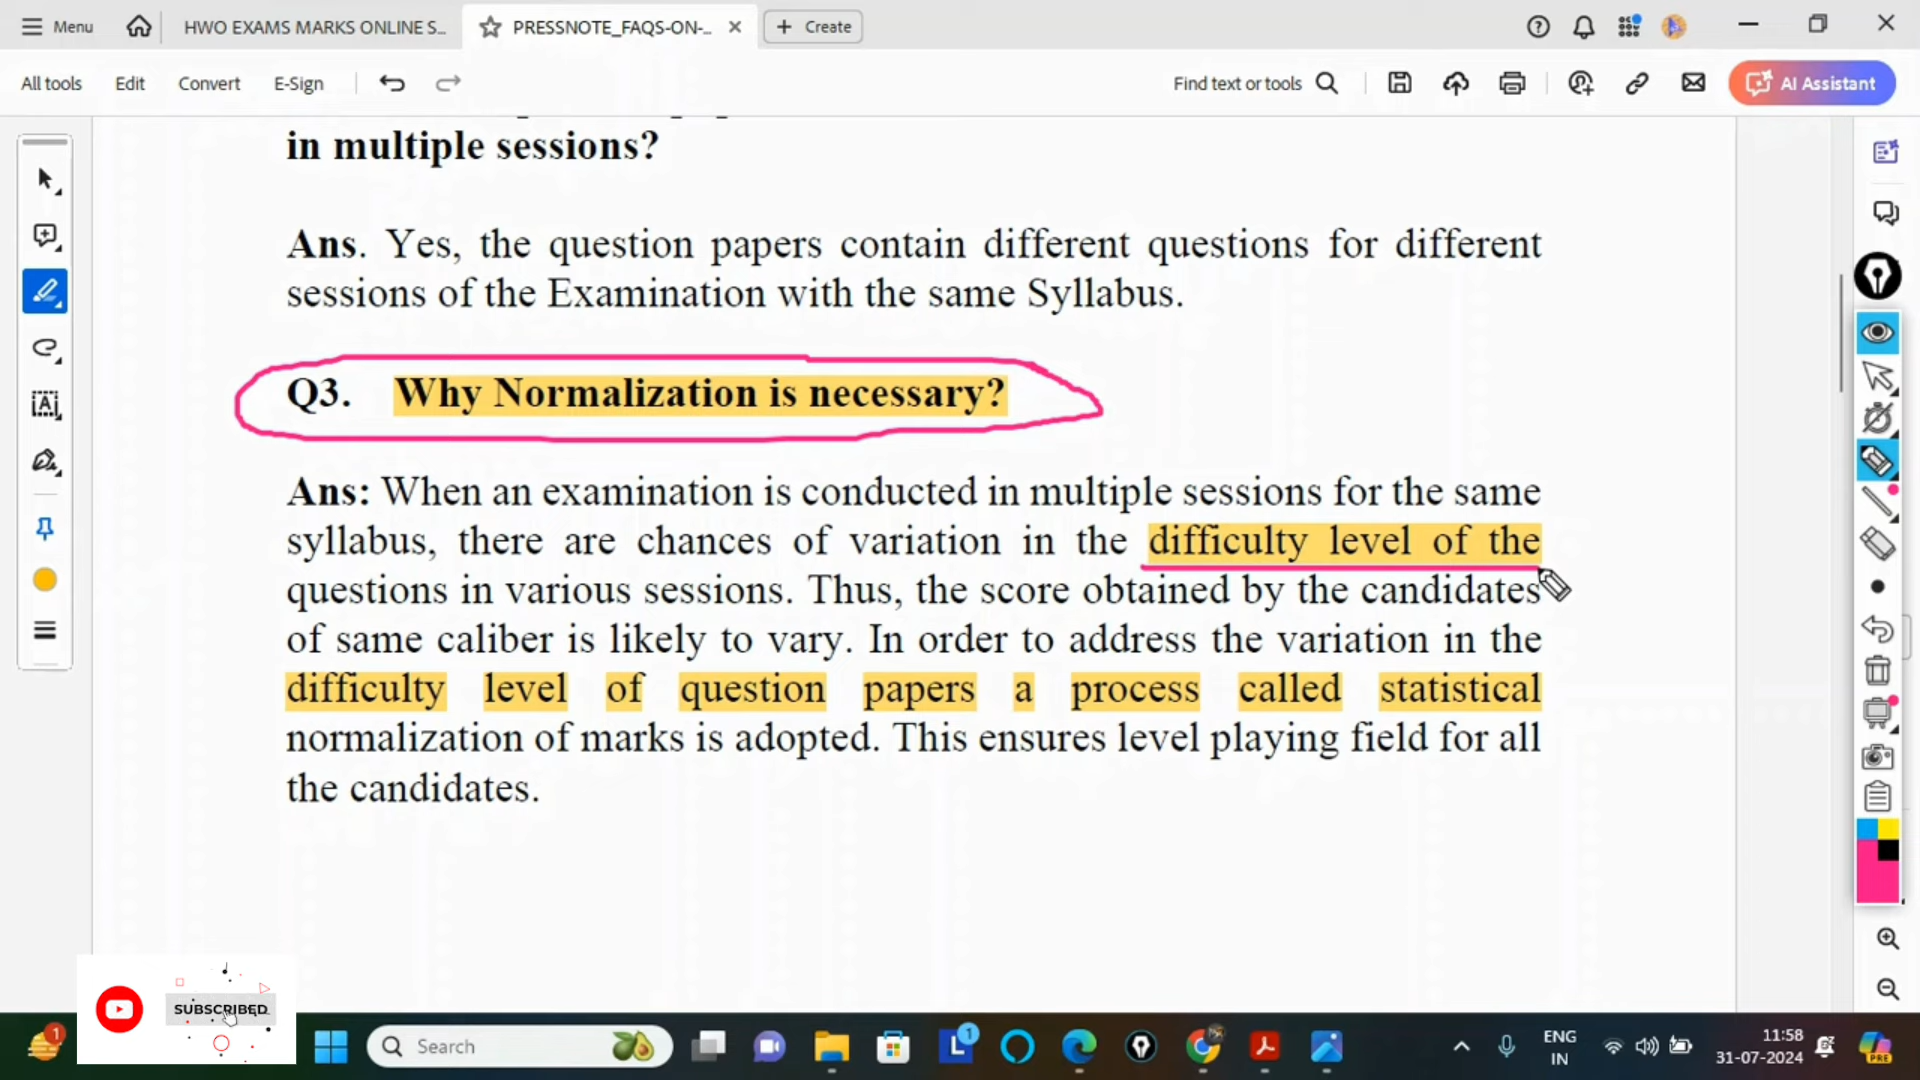 Menu
HWO EXAMS MARKS ONLINE S...
PRESSNOTE_FAQS-ON-...
Create
All tools
Edit
Convert
E-Sign
Find text or tools
AI Assistant
in multiple sessions?
Ans. Yes, the question papers contain different questions for different
sessions of the Examination with the same Syllabus.
Q3. Why Normalization is necessary?
Ans: When an examination is conducted in multiple sessions for the same
syllabus, there are chances of variation in the difficulty level of the
questions in various sessions. Thus, the score obtained by the candidates
of same caliber is likely to vary. In order to address the variation in the
difficulty level of question papers a process called statistical
normalization of marks is adopted. This ensures level playing field for all
the candidates.
SUBSCRIBED
1
Search
L
1
ENG
IN
11:58
31-07-2024
PRE